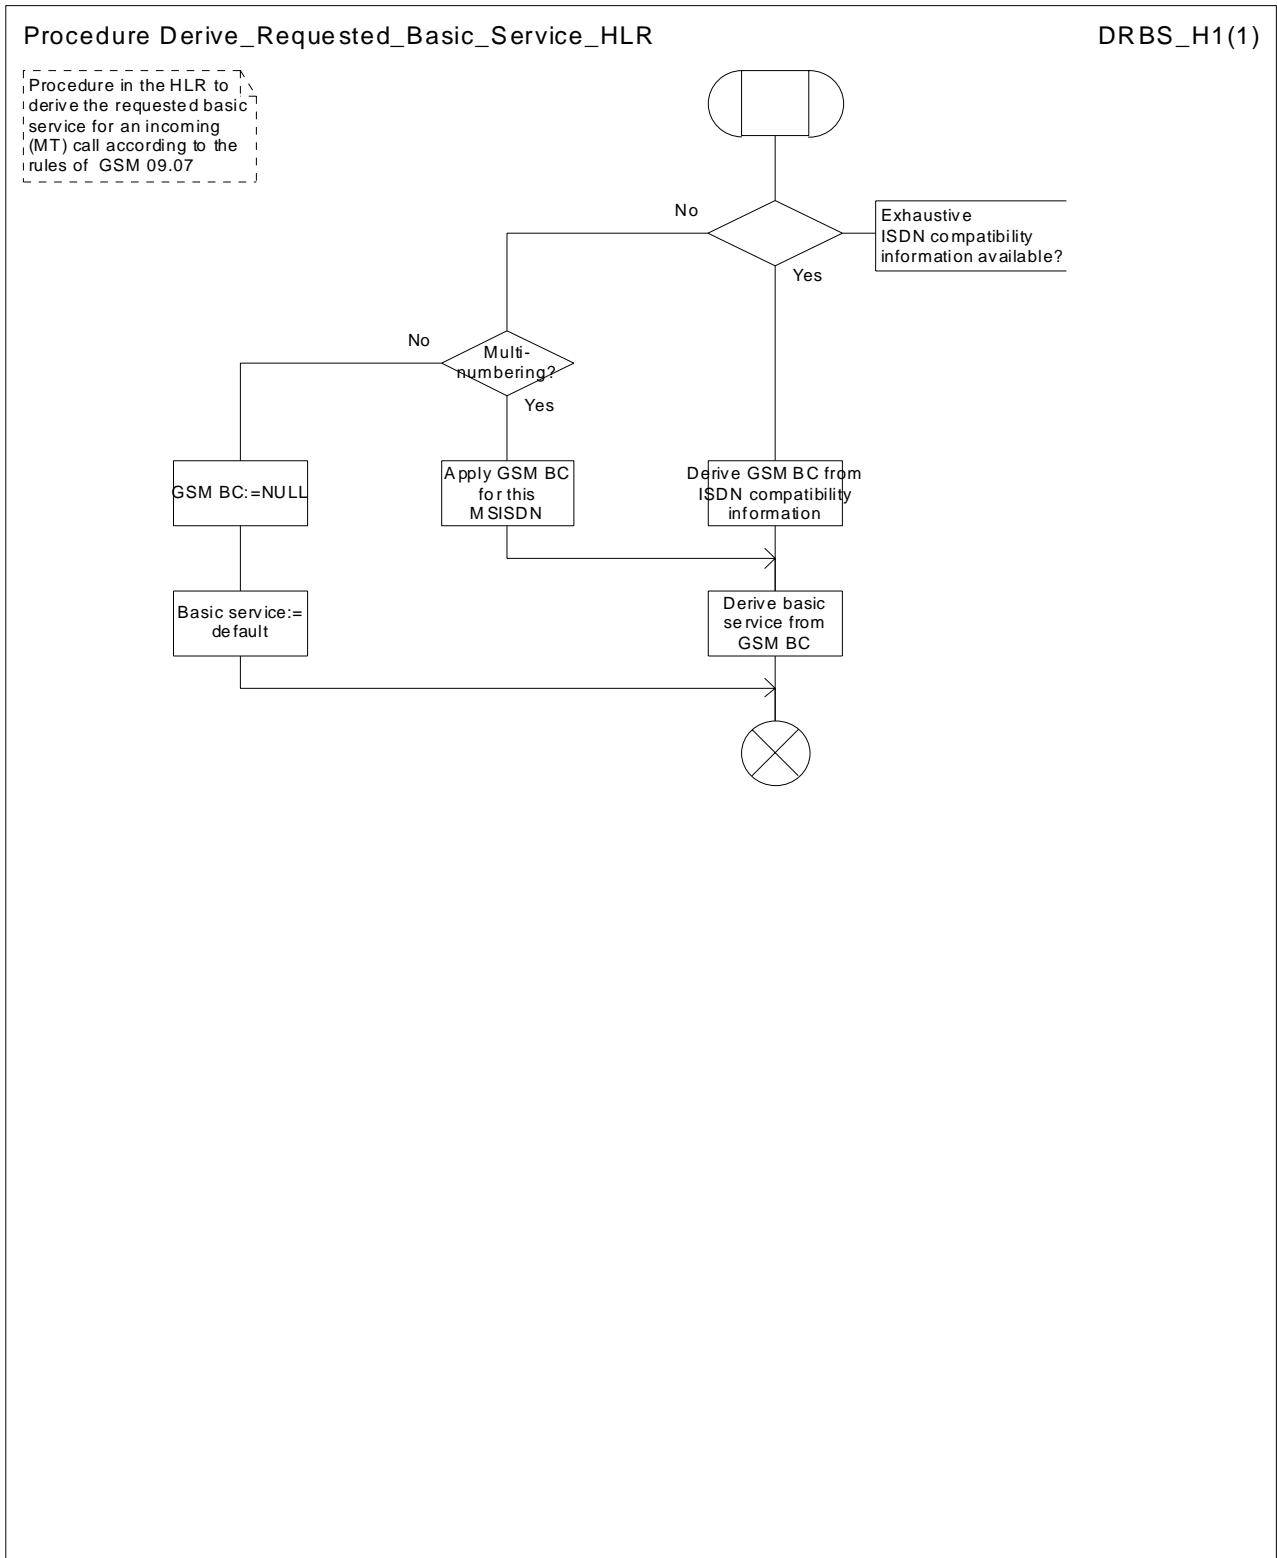 Procedure Derive_Requested_Basic_Service_HLR
DRBS_H1(1)
Procedure in the HLR to
derive the requested basic
service for an incoming
(MT) call according to the
rules of GSM 09.07
No
Exhaustive
ISDN compatibility
information available?
Yes
No
Multi-
numbering?
Yes
GSM BC:=NULL
Apply GSM BC
for this
MSISDN
Derive GSM BC from
ISDN compatibility
information
Basic service:=
default
Derive basic
service from
GSM BC